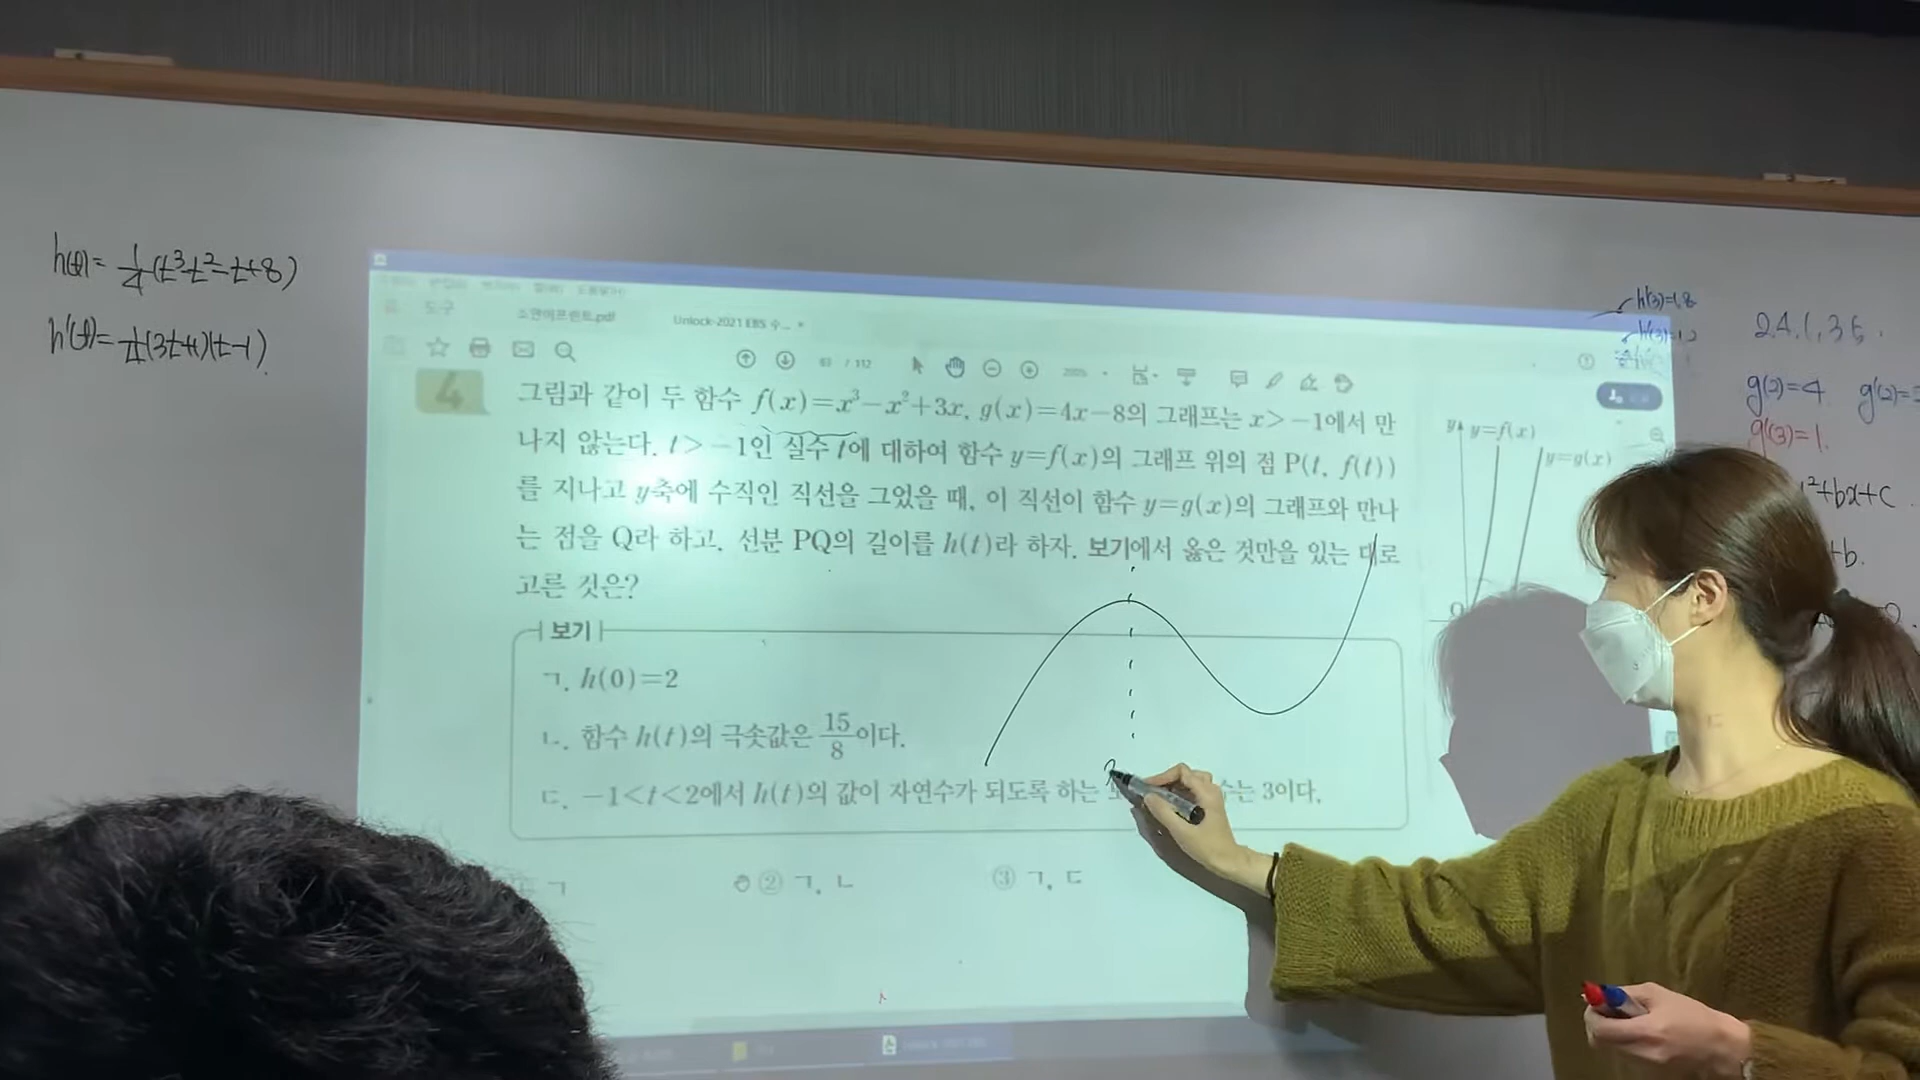 h(t)=1/4(t³-t²-t+8)
h'(t)=1/4(3t+1)(t-1)
도구
Unlock-2021 EBS 수...
63 / 112
4
그림과 같이 두 함수 f(x)=x³-x²+3x, g(x)=4x-8의 그래프는 x>-1에서 만
나지 않는다. t>-1인 실수 t에 대하여 함수 y=f(x)의 그래프 위의 점 P(t, f(t))
를 지나고 y축에 수직인 직선을 그었을 때, 이 직선이 함수 y=g(x)의 그래프와 만나
는 점을 Q라 하고, 선분 PQ의 길이를 h(t)라 하자. 보기에서 옳은 것만을 있는 대로
고른 것은?
보기
ㄱ. h(0)=2
ㄴ. 함수 h(t)의 극솟값은 15/8이다.
ㄷ. -1<t<2에서 h(t)의 값이 자연수가 되도록 하는 는 3이다.
ㄱ
② ㄱ, ㄴ
③ ㄱ, ㄷ
y y=f(x)
y=g(x)
O
g(2)=4
g'(3)=1.
+bx+c
+b.